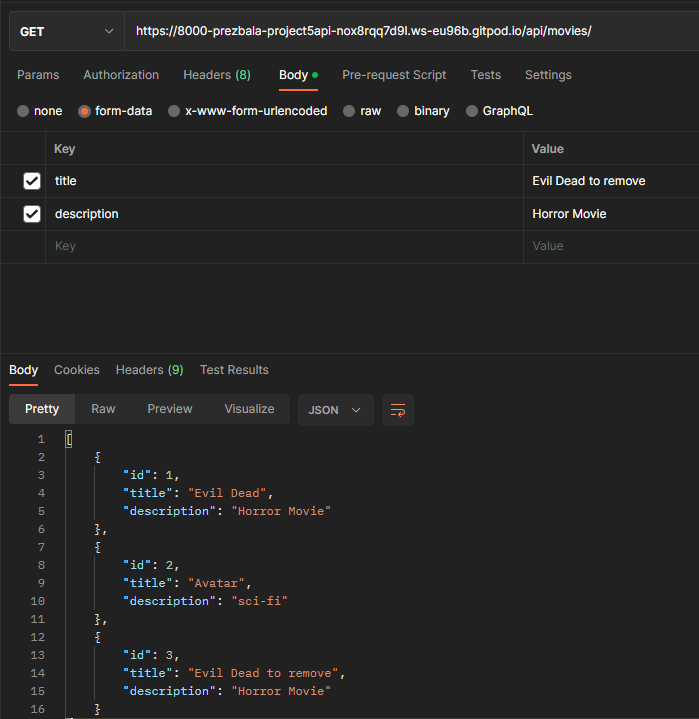 GET https://8000-prezbala-project5api-nox8rqq7d9l.ws-eu96b.gitpod.io/api/movies/
Params Authorization Headers (8) Body Pre-request Script Tests Settings
none form-data x-www-form-urlencoded raw binary GraphQL
Key Value
title Evil Dead to remove
description Horror Movie
Key Value
Body Cookies Headers (9) Test Results
Pretty Raw Preview Visualize JSON
1 [
2 {
3 "id": 1,
4 "title": "Evil Dead",
5 "description": "Horror Movie"
6 },
7 {
8 "id": 2,
9 "title": "Avatar",
10 "description": "sci-fi"
11 },
12 {
13 "id": 3,
14 "title": "Evil Dead to remove",
15 "description": "Horror Movie"
16 }